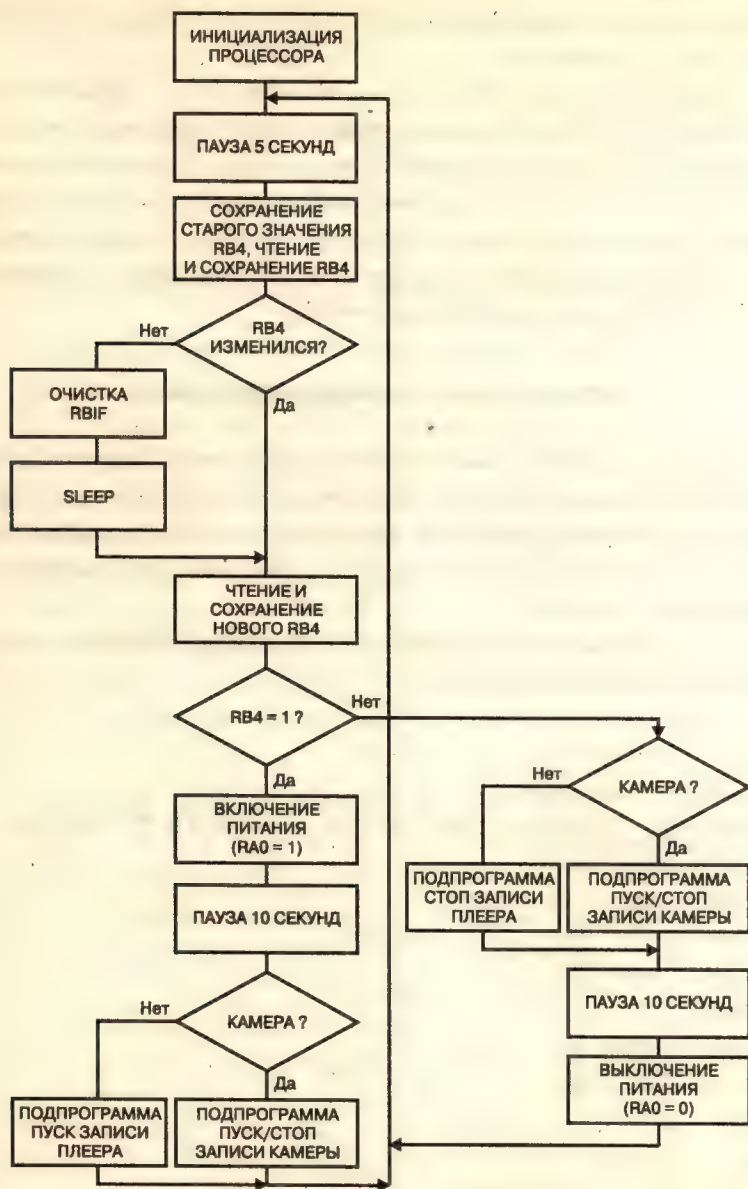 ИНИЦИАЛИЗАЦИЯ
ПРОЦЕССОРА
ПАУЗА 5 СЕКУНД
СОХРАНЕНИЕ
СТАРОГО ЗНАЧЕНИЯ
RB4, ЧТЕНИЕ
И СОХРАНЕНИЕ RB4
Нет
RB4
ИЗМЕНИЛСЯ?
Да
ОЧИСТКА
RBIF
SLEEP
ЧТЕНИЕ И
СОХРАНЕНИЕ
НОВОГО RB4
RB4 = 1 ?
Нет
Да
ВКЛЮЧЕНИЕ
ПИТАНИЯ
(RA0 = 1)
ПАУЗА 10 СЕКУНД
Нет
КАМЕРА ?
Да
ПОДПРОГРАММА
ПУСК ЗАПИСИ
ПЛЕЕРА
ПОДПРОГРАММА
ПУСК/СТОП
ЗАПИСИ КАМЕРЫ
Нет
КАМЕРА ?
Да
ПОДПРОГРАММА
СТОП ЗАПИСИ
ПЛЕЕРА
ПОДПРОГРАММА
ПУСК/СТОП
ЗАПИСИ КАМЕРЫ
ПАУЗА 10 СЕКУНД
ВЫКЛЮЧЕНИЕ
ПИТАНИЯ
(RA0 = 0)